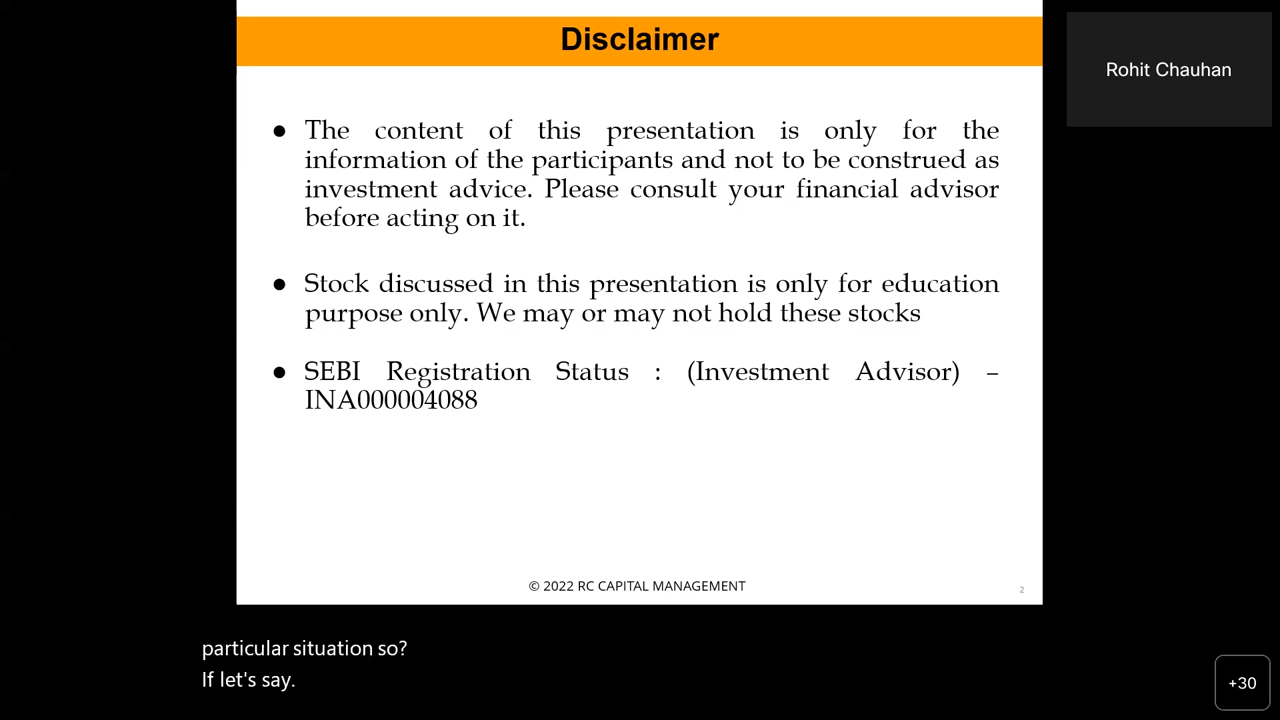 Disclaimer
Rohit Chauhan
● The content of this presentation is only for the
information of the participants and not to be construed as
investment advice. Please consult your financial advisor
before acting on it.
● Stock discussed in this presentation is only for education
purpose only. We may or may not hold these stocks
● SEBI Registration Status : (Investment Advisor) –
INA000004088
© 2022 RC CAPITAL MANAGEMENT
2
particular situation so?
If let's say.
+30